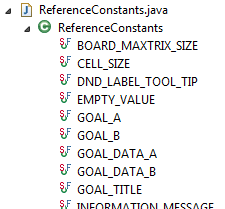 ReferenceConstants.java
ReferenceConstants
BOARD_MAXTRIX_SIZE
CELL_SIZE
DND_LABEL_TOOL_TIP
EMPTY_VALUE
GOAL_A
GOAL_B
GOAL_DATA_A
GOAL_DATA_B
GOAL_TITLE
INFORMATION_MESSAGE